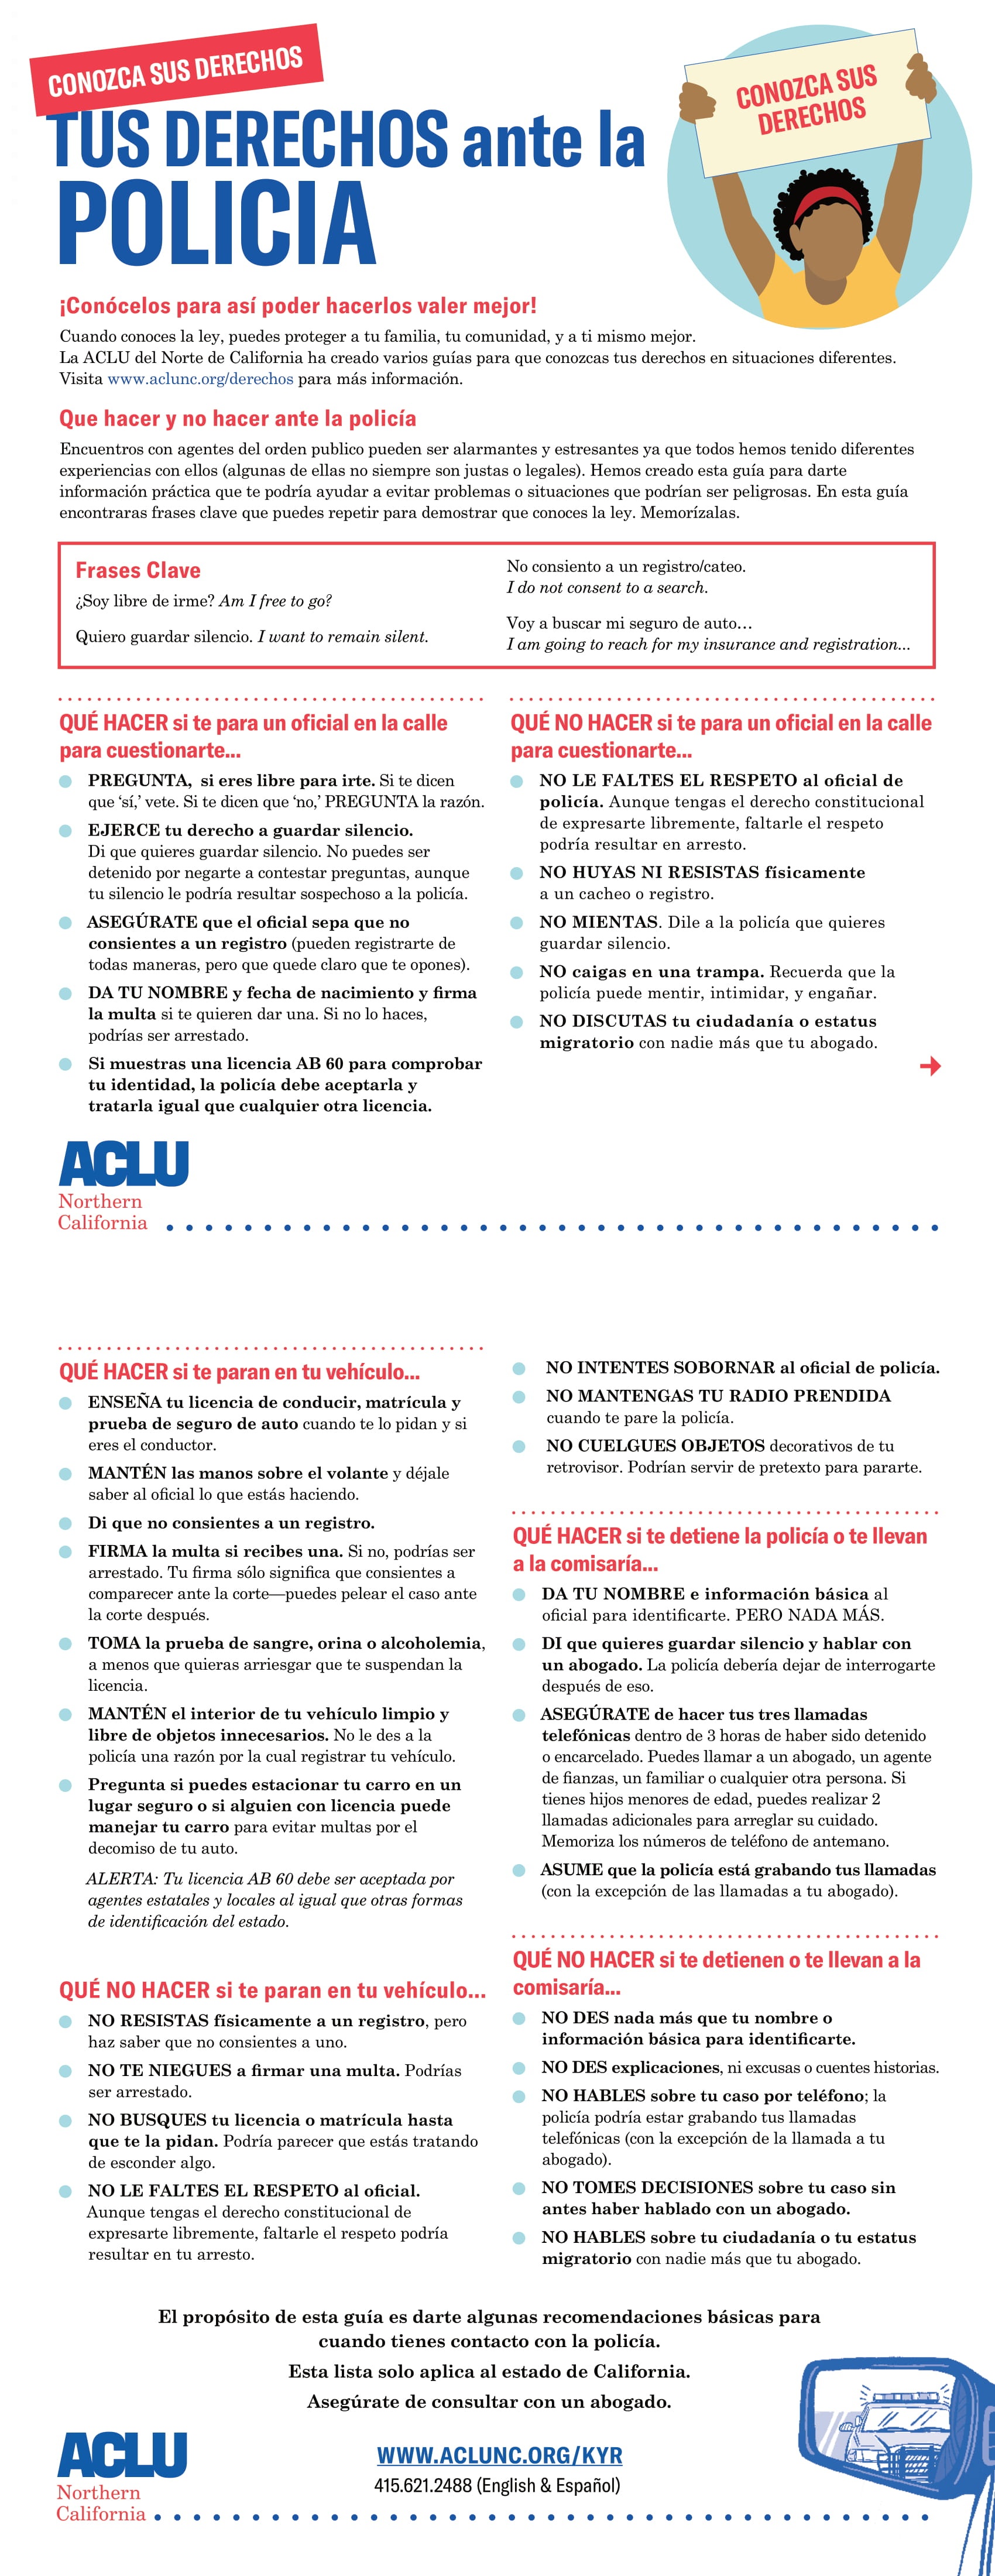 CONOZCA SUS DERECHOS
TUS DERECHOS ante la
POLICIA
CONOZCA SUS
DERECHOS
¡Conócelos para así poder hacerlos valer mejor!
Cuando conoces la ley, puedes proteger a tu familia, tu comunidad, y a ti mismo mejor.
La ACLU del Norte de California ha creado varios guías para que conozcas tus derechos en situaciones diferentes.
Visita www.aclunc.org/derechos para más información.
Que hacer y no hacer ante la policía
Encuentros con agentes del orden publico pueden ser alarmantes y estresantes ya que todos hemos tenido diferentes
experiencias con ellos (algunas de ellas no siempre son justas o legales). Hemos creado esta guía para darte
información práctica que te podría ayudar a evitar problemas o situaciones que podrían ser peligrosas. En esta guía
encontraras frases clave que puedes repetir para demostrar que conoces la ley. Memorízalas.
Frases Clave
¿Soy libre de irme? Am I free to go?
Quiero guardar silencio. I want to remain silent.
No consiento a un registro/cateo.
I do not consent to a search.
Voy a buscar mi seguro de auto…
I am going to reach for my insurance and registration...
QUÉ HACER si te para un oficial en la calle
para cuestionarte...
PREGUNTA, si eres libre para irte. Si te dicen
que ‘sí,’ vete. Si te dicen que ‘no,’ PREGUNTA la razón.
EJERCE tu derecho a guardar silencio.
Di que quieres guardar silencio. No puedes ser
detenido por negarte a contestar preguntas, aunque
tu silencio le podría resultar sospechoso a la policía.
ASEGÚRATE que el oficial sepa que no
consientes a un registro (pueden registrarte de
todas maneras, pero que quede claro que te opones).
DA TU NOMBRE y fecha de nacimiento y firma
la multa si te quieren dar una. Si no lo haces,
podrías ser arrestado.
Si muestras una licencia AB 60 para comprobar
tu identidad, la policía debe aceptarla y
tratarla igual que cualquier otra licencia.
QUÉ NO HACER si te para un oficial en la calle
para cuestionarte...
NO LE FALTES EL RESPETO al oficial de
policía. Aunque tengas el derecho constitucional
de expresarte libremente, faltarle el respeto
podría resultar en arresto.
NO HUYAS NI RESISTAS físicamente
a un cacheo o registro.
NO MIENTAS. Dile a la policía que quieres
guardar silencio.
NO caigas en una trampa. Recuerda que la
policía puede mentir, intimidar, y engañar.
NO DISCUTAS tu ciudadanía o estatus
migratorio con nadie más que tu abogado.
ACLU
Northern
California
QUÉ HACER si te paran en tu vehículo...
ENSEÑA tu licencia de conducir, matrícula y
prueba de seguro de auto cuando te lo pidan y si
eres el conductor.
MANTÉN las manos sobre el volante y déjale
saber al oficial lo que estás haciendo.
Di que no consientes a un registro.
FIRMA la multa si recibes una. Si no, podrías ser
arrestado. Tu firma sólo significa que consientes a
comparecer ante la corte—puedes pelear el caso ante
la corte después.
TOMA la prueba de sangre, orina o alcoholemia,
a menos que quieras arriesgar que te suspendan la
licencia.
MANTÉN el interior de tu vehículo limpio y
libre de objetos innecesarios. No le des a la
policía una razón por la cual registrar tu vehículo.
Pregunta si puedes estacionar tu carro en un
lugar seguro o si alguien con licencia puede
manejar tu carro para evitar multas por el
decomiso de tu auto.
ALERTA: Tu licencia AB 60 debe ser aceptada por
agentes estatales y locales al igual que otras formas
de identificación del estado.
QUÉ NO HACER si te paran en tu vehículo...
NO RESISTAS físicamente a un registro, pero
haz saber que no consientes a uno.
NO TE NIEGUES a firmar una multa. Podrías
ser arrestado.
NO BUSQUES tu licencia o matrícula hasta
que te la pidan. Podría parecer que estás tratando
de esconder algo.
NO LE FALTES EL RESPETO al oficial.
Aunque tengas el derecho constitucional de
expresarte libremente, faltarle el respeto podría
resultar en tu arresto.
NO INTENTES SOBORNAR al oficial de policía.
NO MANTENGAS TU RADIO PRENDIDA
cuando te pare la policía.
NO CUELGUES OBJETOS decorativos de tu
retrovisor. Podrían servir de pretexto para pararte.
QUÉ HACER si te detiene la policía o te llevan
a la comisaría...
DA TU NOMBRE e información básica al
oficial para identificarte. PERO NADA MÁS.
DI que quieres guardar silencio y hablar con
un abogado. La policía debería dejar de interrogarte
después de eso.
ASEGÚRATE de hacer tus tres llamadas
telefónicas dentro de 3 horas de haber sido detenido
o encarcelado. Puedes llamar a un abogado, un agente
de fianzas, un familiar o cualquier otra persona. Si
tienes hijos menores de edad, puedes realizar 2
llamadas adicionales para arreglar su cuidado.
Memoriza los números de teléfono de antemano.
ASUME que la policía está grabando tus llamadas
(con la excepción de las llamadas a tu abogado).
QUÉ NO HACER si te detienen o te llevan a la
comisaría...
NO DES nada más que tu nombre o
información básica para identificarte.
NO DES explicaciones, ni excusas o cuentes historias.
NO HABLES sobre tu caso por teléfono; la
policía podría estar grabando tus llamadas
telefónicas (con la excepción de la llamada a tu
abogado).
NO TOMES DECISIONES sobre tu caso sin
antes haber hablado con un abogado.
NO HABLES sobre tu ciudadanía o tu estatus
migratorio con nadie más que tu abogado.
El propósito de esta guía es darte algunas recomendaciones básicas para
cuando tienes contacto con la policía.
Esta lista solo aplica al estado de California.
Asegúrate de consultar con un abogado.
ACLU
Northern
California
WWW.ACLUNC.ORG/KYR
415.621.2488 (English & Español)